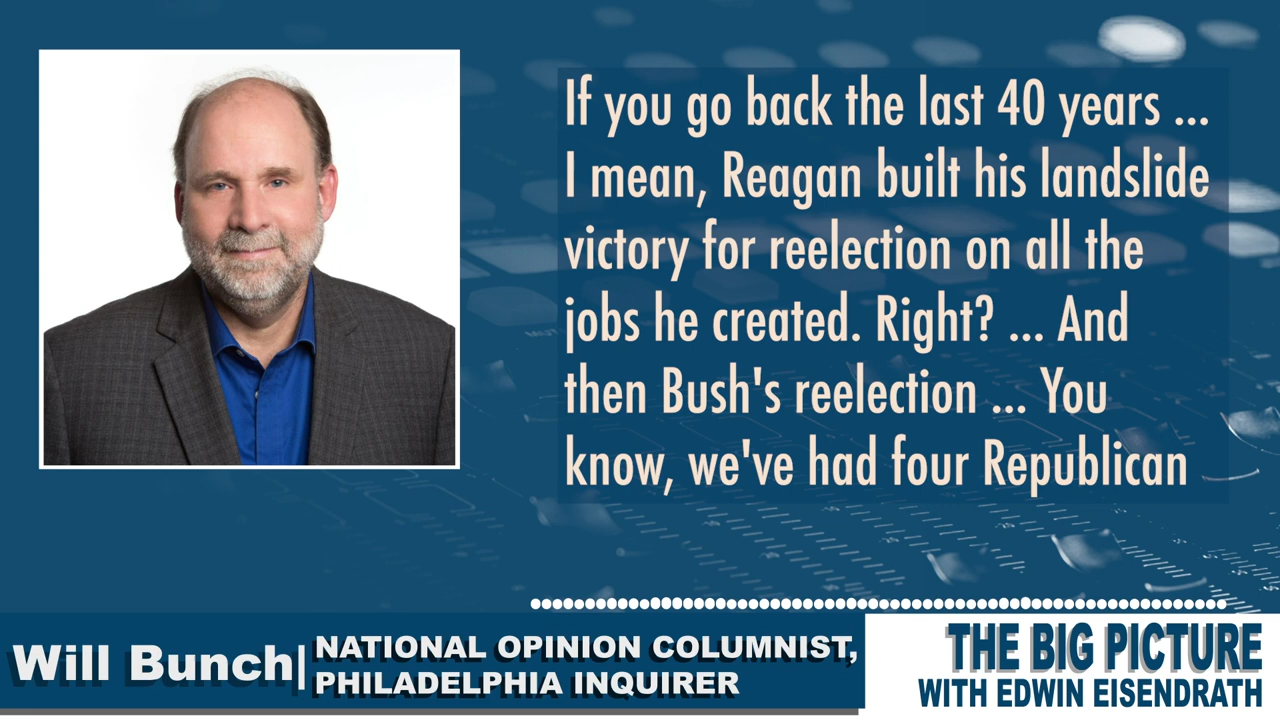 If you go back the last 40 years ...
I mean, Reagan built his landslide
victory for reelection on all the
jobs he created. Right? ... And
then Bush's reelection ... You
know, we've had four Republican
Will Bunch|
NATIONAL OPINION COLUMNIST,
PHILADELPHIA INQUIRER
THE BIG PICTURE
WITH EDWIN EISENDRATH